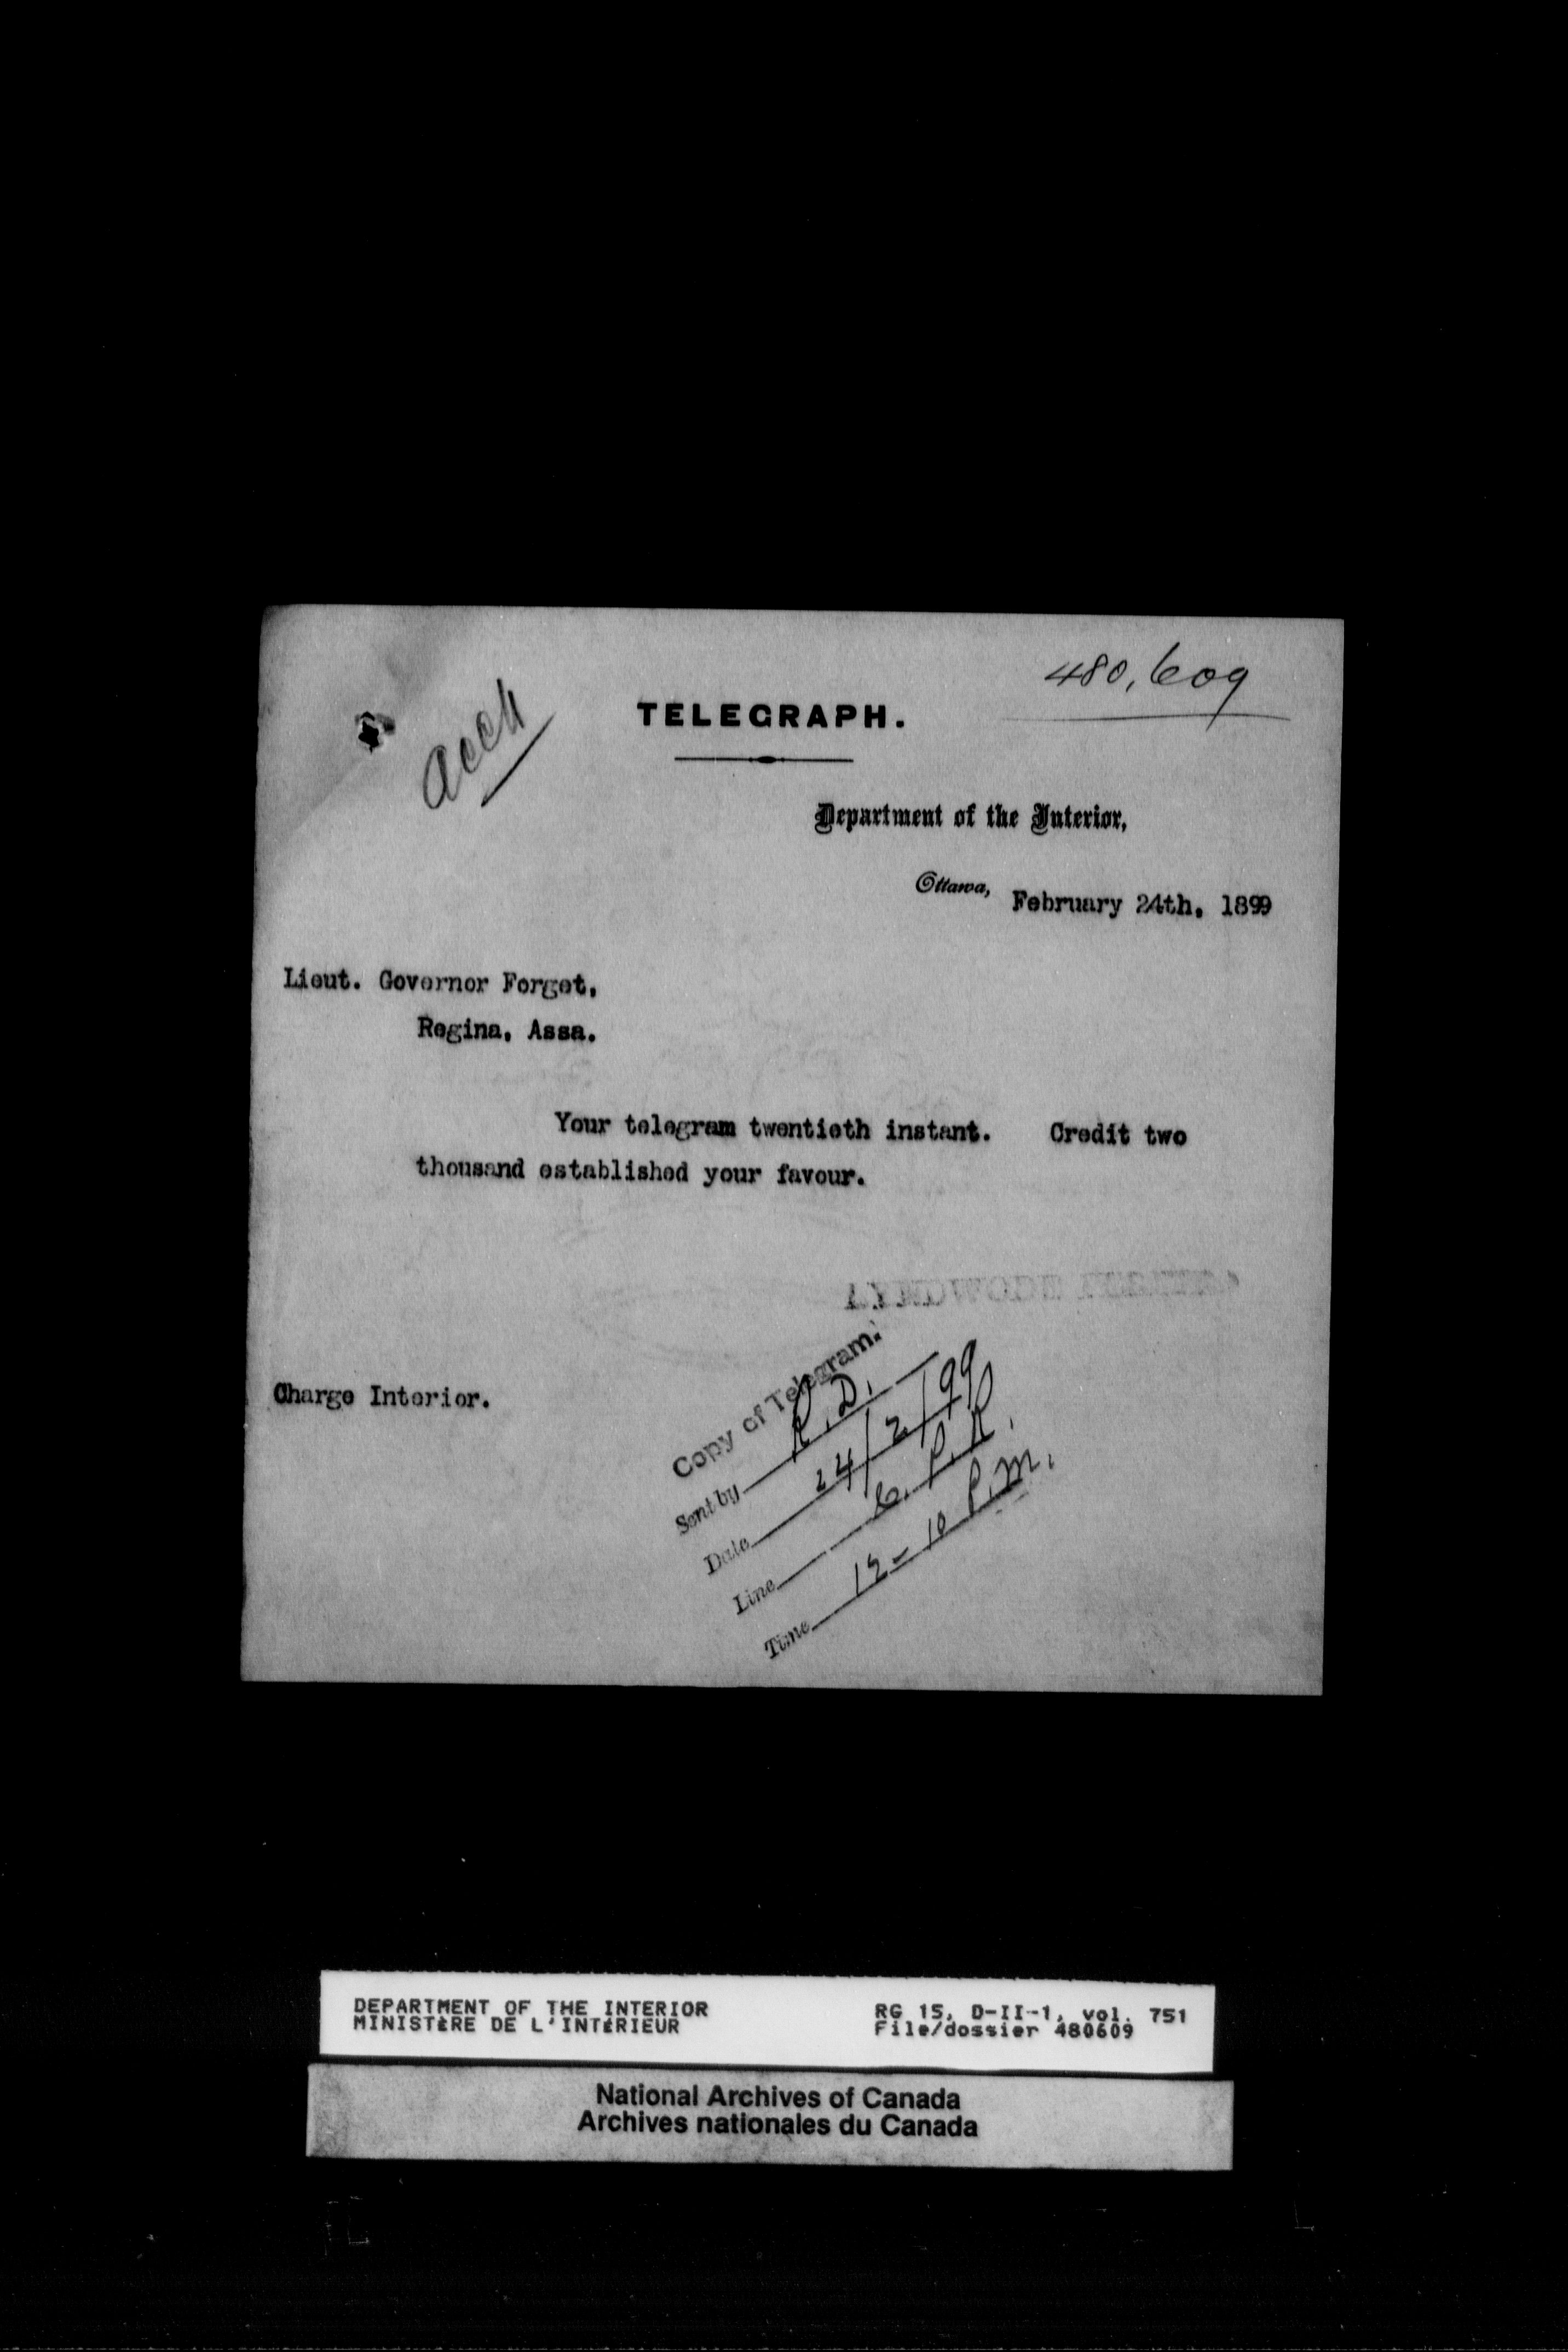 480,609
Acct
TELEGRAPH.
Department of the Interior,
Ottawa, February 24th, 1899
Lieut. Governor Forget,
Regina, Assa.
Your telegram twentieth instant. Credit two
thousand established your favour.
LYNDWODE
Charge Interior.
Copy of Telegram.
Sent by R.D.
Date 24/2/99
Line C.P.R.
Time 12-10 P.m.
DEPARTMENT OF THE INTERIOR
MINISTÈRE DE L'INTÉRIEUR
RG 15, D-II-1, vol. 751
File/dossier 480609
National Archives of Canada
Archives nationales du Canada